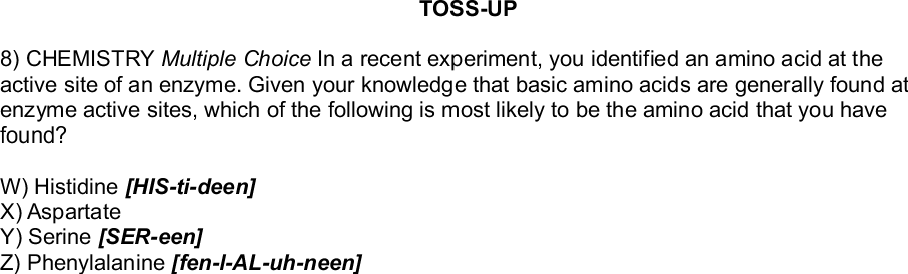 TOSS-UP
8) CHEMISTRY Multiple Choice In a recent experiment, you identified an amino acid at the
active site of an enzyme. Given your knowledge that basic amino acids are generally found at
enzyme active sites, which of the following is most likely to be the amino acid that you have
found?
W) Histidine [HIS-ti-deen]
X) Aspartate
Y) Serine [SER-een]
Z) Phenylalanine [fen-l-AL-uh-neen]